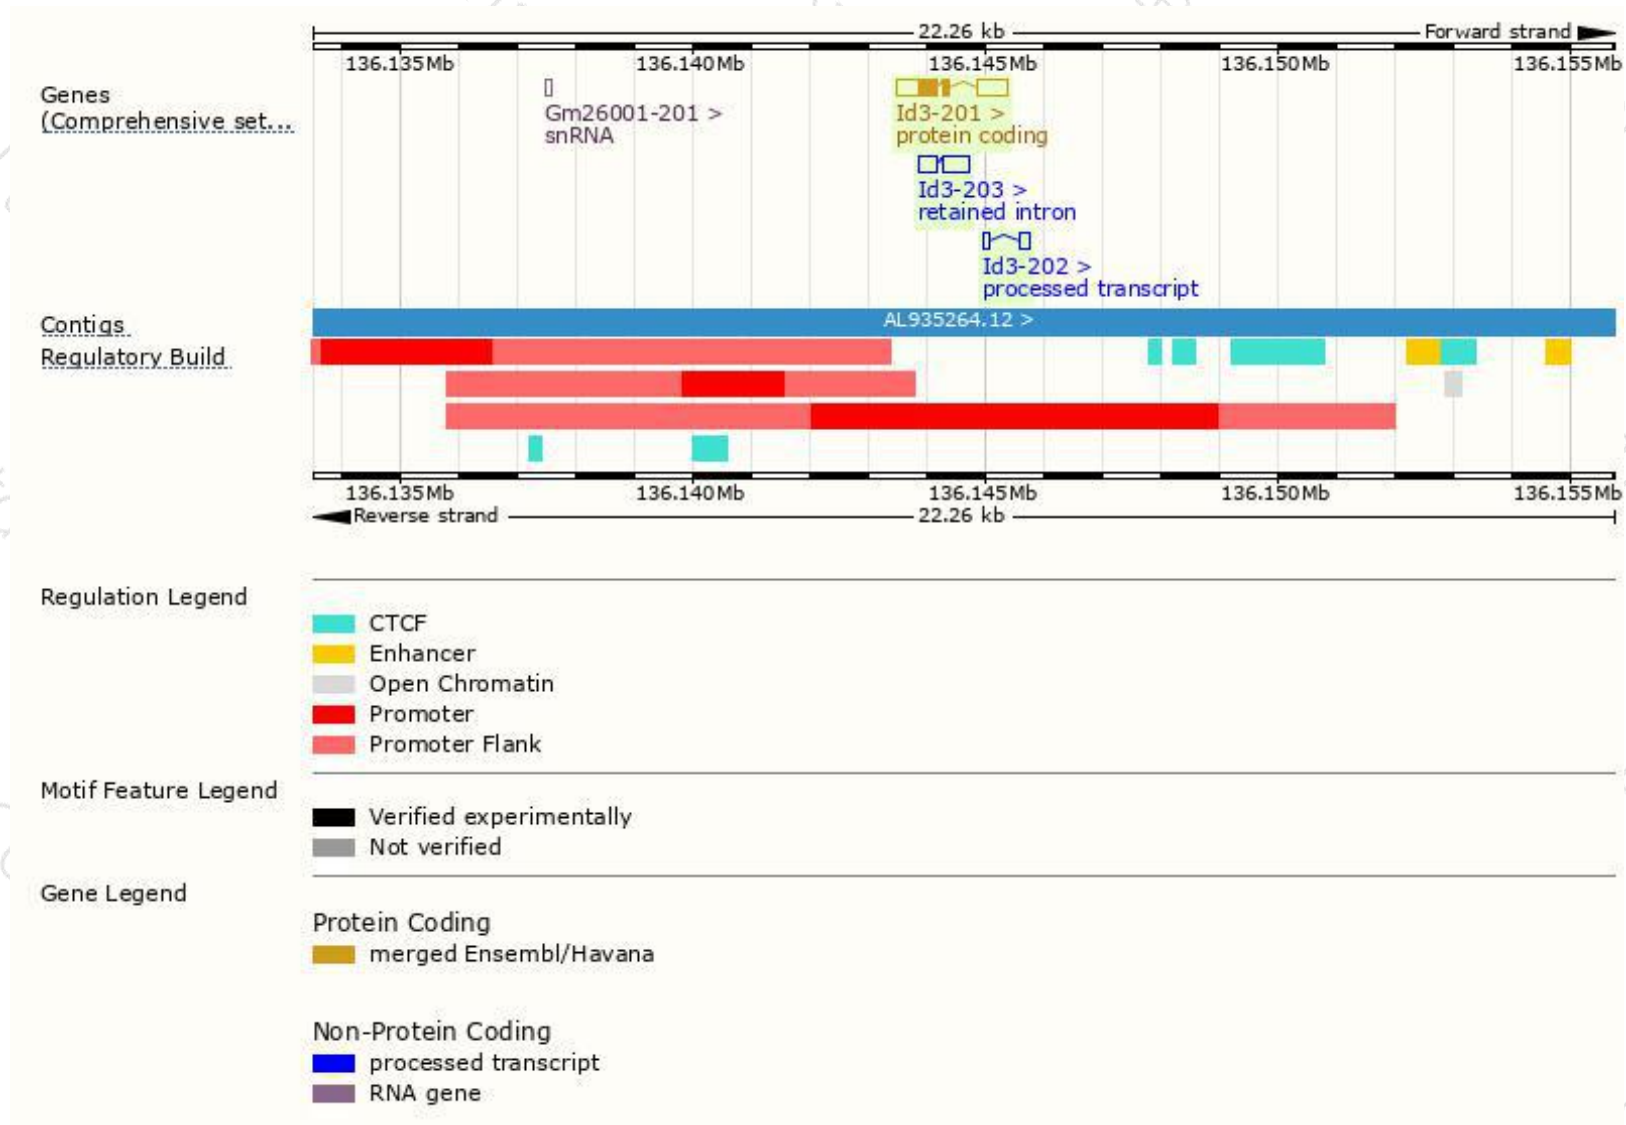 22.26 kb
Forward strand
136.135Mb 136.140Mb 136.145Mb 136.150Mb 136.155Mb
Genes
(Comprehensive set...
Gm26001-201 >
snRNA
Id3-201 >
protein coding
Id3-203 >
retained intron
Id3-202 >
processed transcript
Contigs
AL935264.12 >
Regulatory Build
136.135Mb 136.140Mb 136.145Mb 136.150Mb 136.155Mb
Reverse strand
22.26 kb
Regulation Legend
CTCF
Enhancer
Open Chromatin
Promoter
Promoter Flank
Motif Feature Legend
Verified experimentally
Not verified
Gene Legend
Protein Coding
merged Ensembl/Havana
Non-Protein Coding
processed transcript
RNA gene